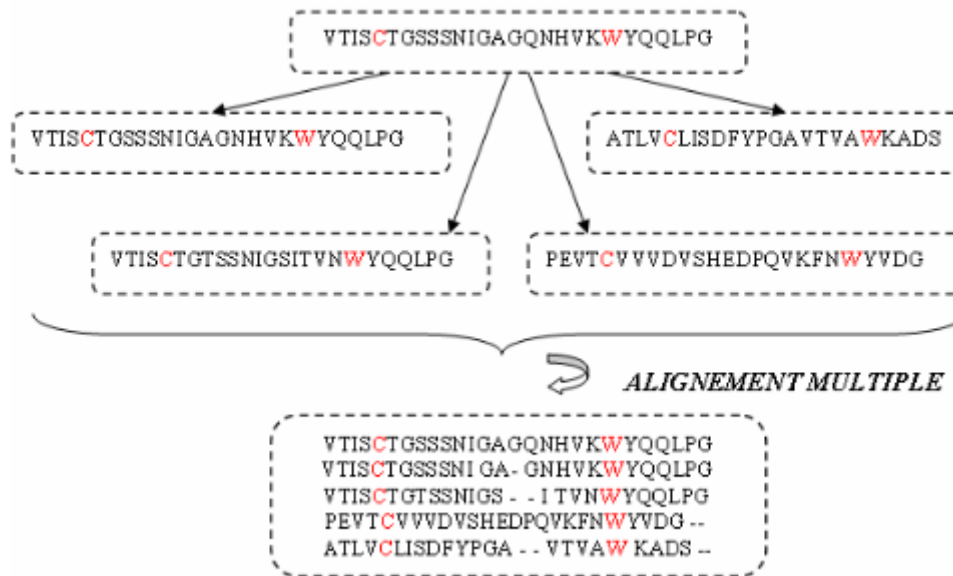 VTISCTGSSSNIGAGQNHVKWYQQLPG
VTISCTGSSSNIGAGNHVKWYQQLPG
ATLVCLISDFYPGAVTVAWKADS
VTISCTGTSSNIGSITVNWYQQLPG
PEVTCVVVDVSHEDPQVKFNWYVDG
ALIGNEMENT MULTIPLE
VTISCTGSSSNIGAGQNHVKWYQQLPG
VTISCTGSSSNIGA-GNHVKWYQQLPG
VTISCTGTSSNIGS--ITVNWYQQLPG
PEVTCVVVDVSHEDPQVKFNWYVDG--
ATLVCLISDFYPGA--VTVAWKADS--